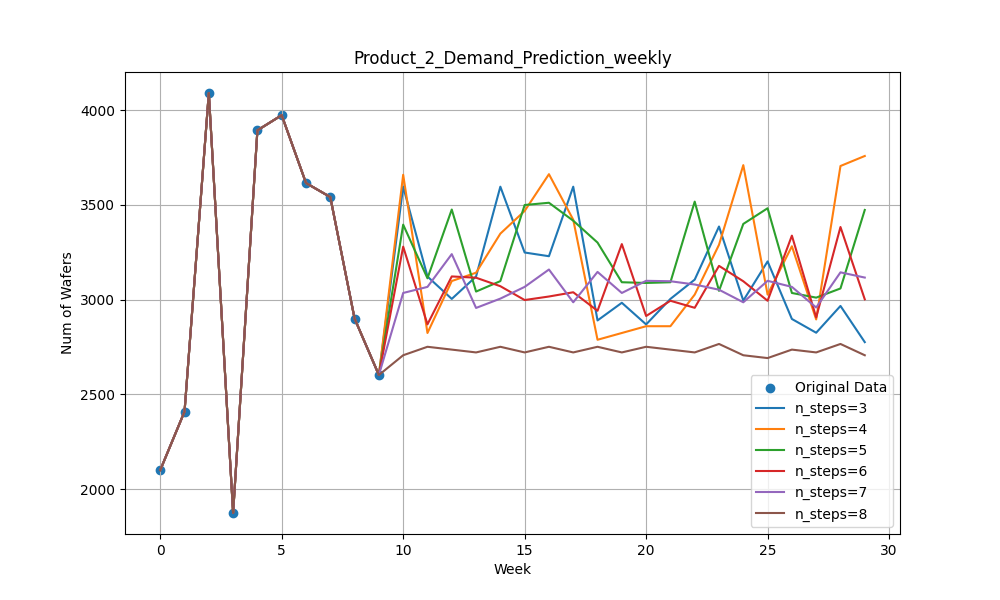 Product_2_Demand_Prediction_weekly
Num of Wafers
4000
3500
3000
2500
2000
0
5
10
15
20
25
30
Week
Original Data
n_steps=3
n_steps=4
n_steps=5
n_steps=6
n_steps=7
n_steps=8